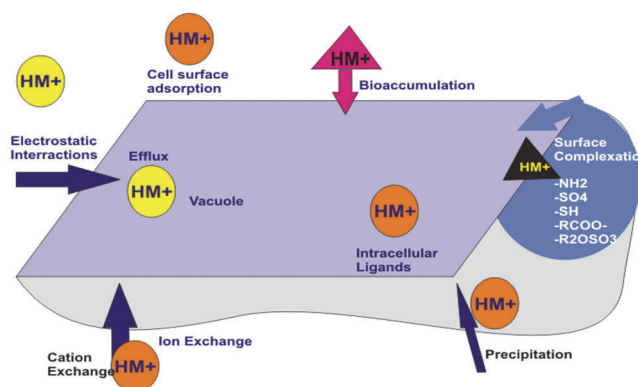 HM+
Cell surface
adsorption
HM+
Bioaccumulation
HM+
Electrostatic
Interractions
Efflux
HM+
Vacuole
HM+
Intracellular
Ligands
Surface
Complexatio
HM+
-NH2
-SO4
-SH
-RCOO-
-R2OSO3
HM+
Precipitation
Ion Exchange
Cation
Exchange
HM+